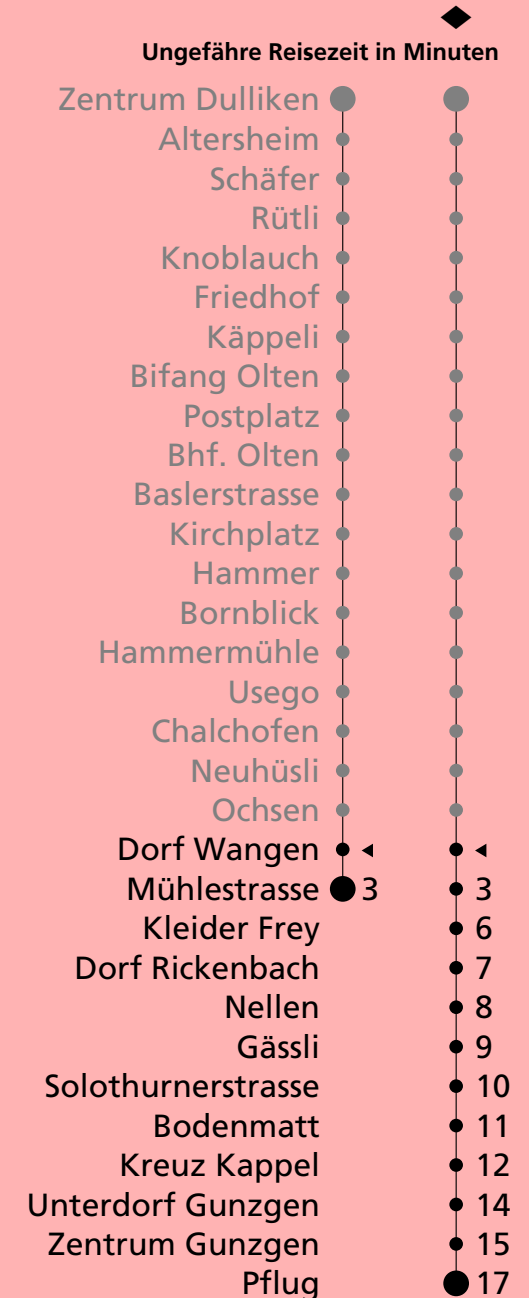 Ungefähre Reisezeit in Minuten
Zentrum Dulliken
Altersheim
Schäfer
Rütli
Knoblauch
Friedhof
Käppeli
Bifang Olten
Postplatz
Bhf. Olten
Baslerstrasse
Kirchplatz
Hammer
Bornblick
Hammermühle
Usego
Chalchofen
Neuhüsli
Ochsen
Dorf Wangen
Mühlestrasse 3 3
Kleider Frey 6
Dorf Rickenbach 7
Nellen 8
Gässli 9
Solothurnerstrasse 10
Bodenmatt 11
Kreuz Kappel 12
Unterdorf Gunzgen 14
Zentrum Gunzgen 15
Pflug 17